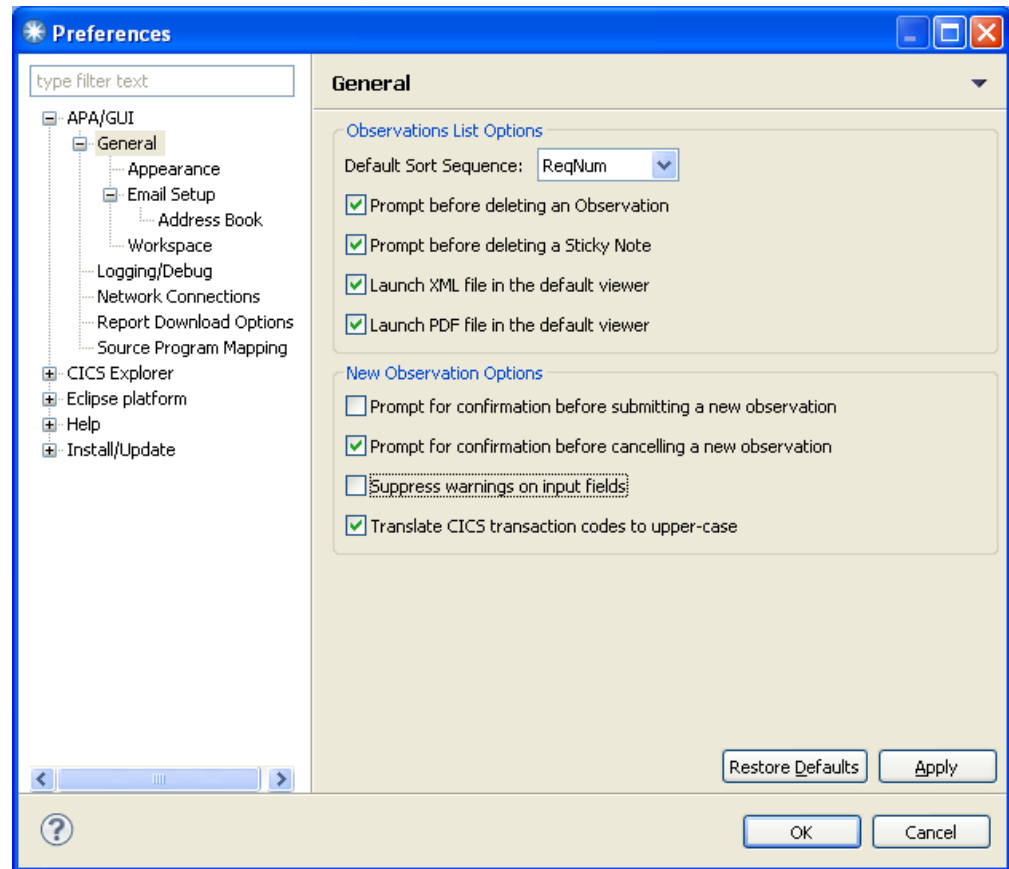 Preferences
type filter text
APA/GUI
General
Appearance
Email Setup
Address Book
Workspace
Logging/Debug
Network Connections
Report Download Options
Source Program Mapping
CICS Explorer
Eclipse platform
Help
Install/Update
General
Observations List Options
Default Sort Sequence: ReqNum
Prompt before deleting an Observation
Prompt before deleting a Sticky Note
Launch XML file in the default viewer
Launch PDF file in the default viewer
New Observation Options
Prompt for confirmation before submitting a new observation
Prompt for confirmation before cancelling a new observation
Suppress warnings on input fields
Translate CICS transaction codes to upper-case
Restore Defaults Apply
? OK Cancel